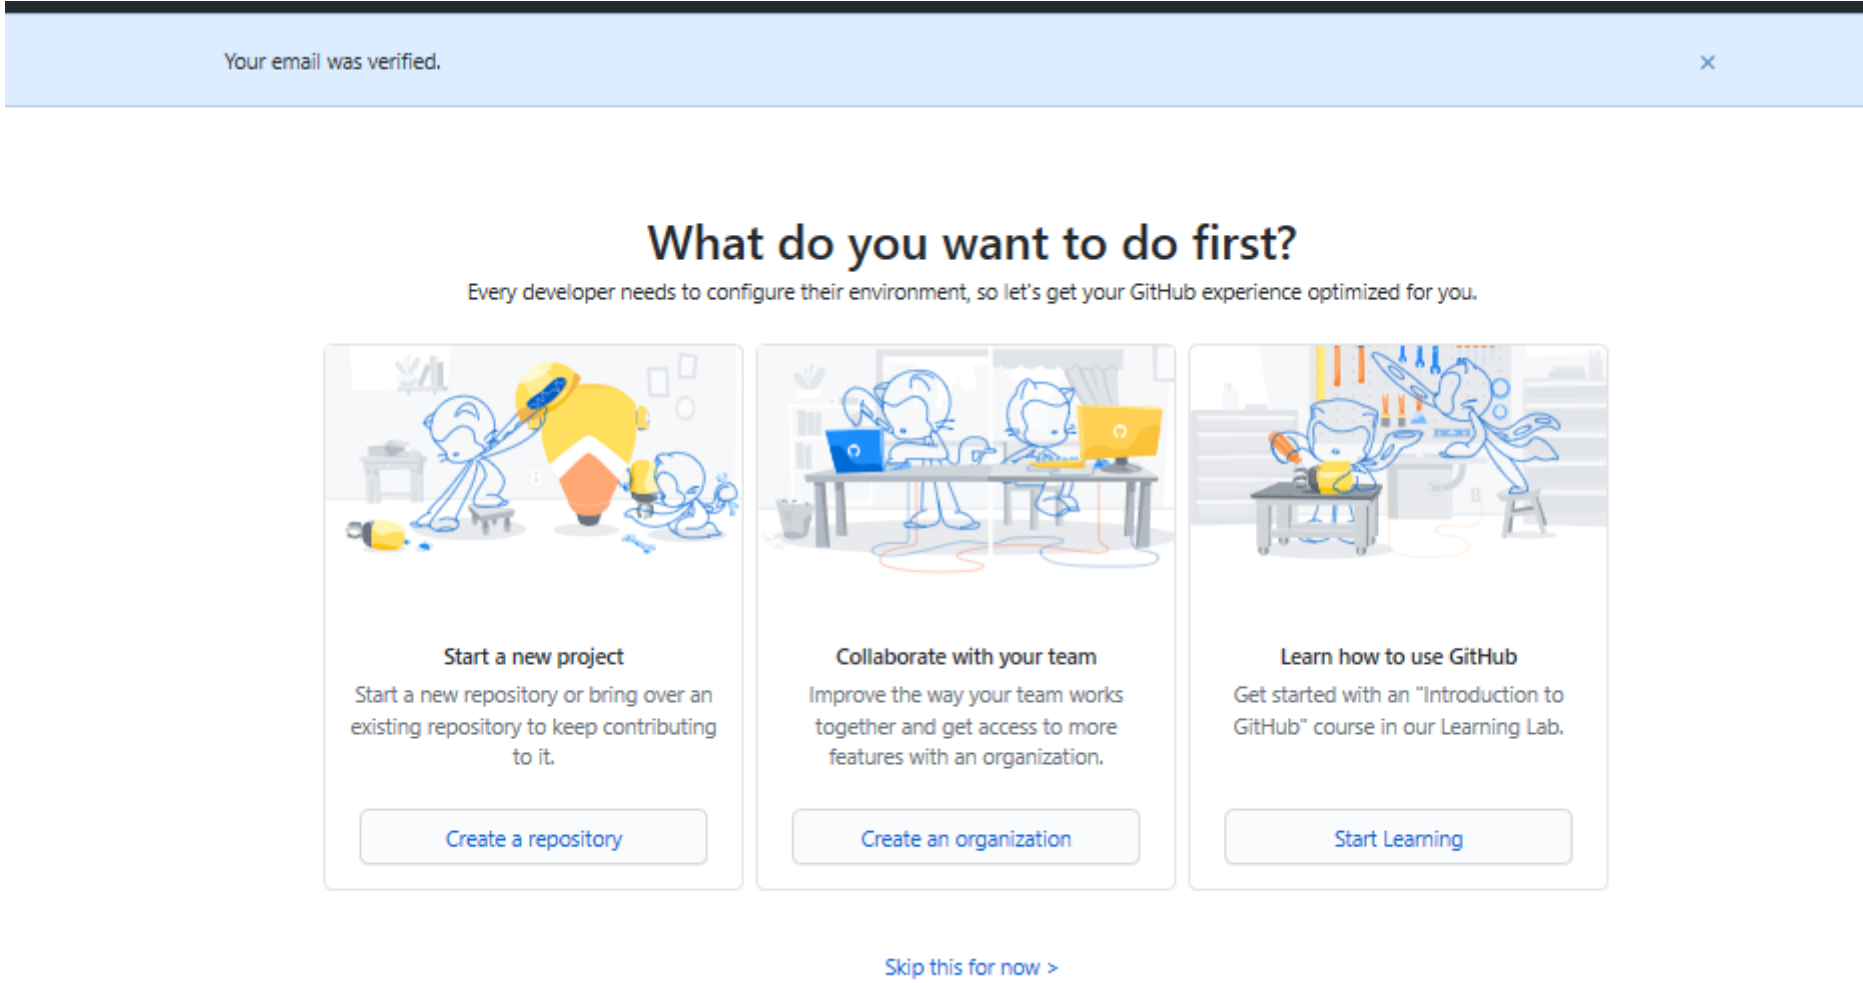 Your email was verified.
×
What do you want to do first?
Every developer needs to configure their environment, so let's get your GitHub experience optimized for you.
Start a new project
Start a new repository or bring over an
existing repository to keep contributing
to it.
Create a repository
Collaborate with your team
Improve the way your team works
together and get access to more
features with an organization.
Create an organization
Learn how to use GitHub
Get started with an "Introduction to
GitHub" course in our Learning Lab.
Start Learning
Skip this for now >